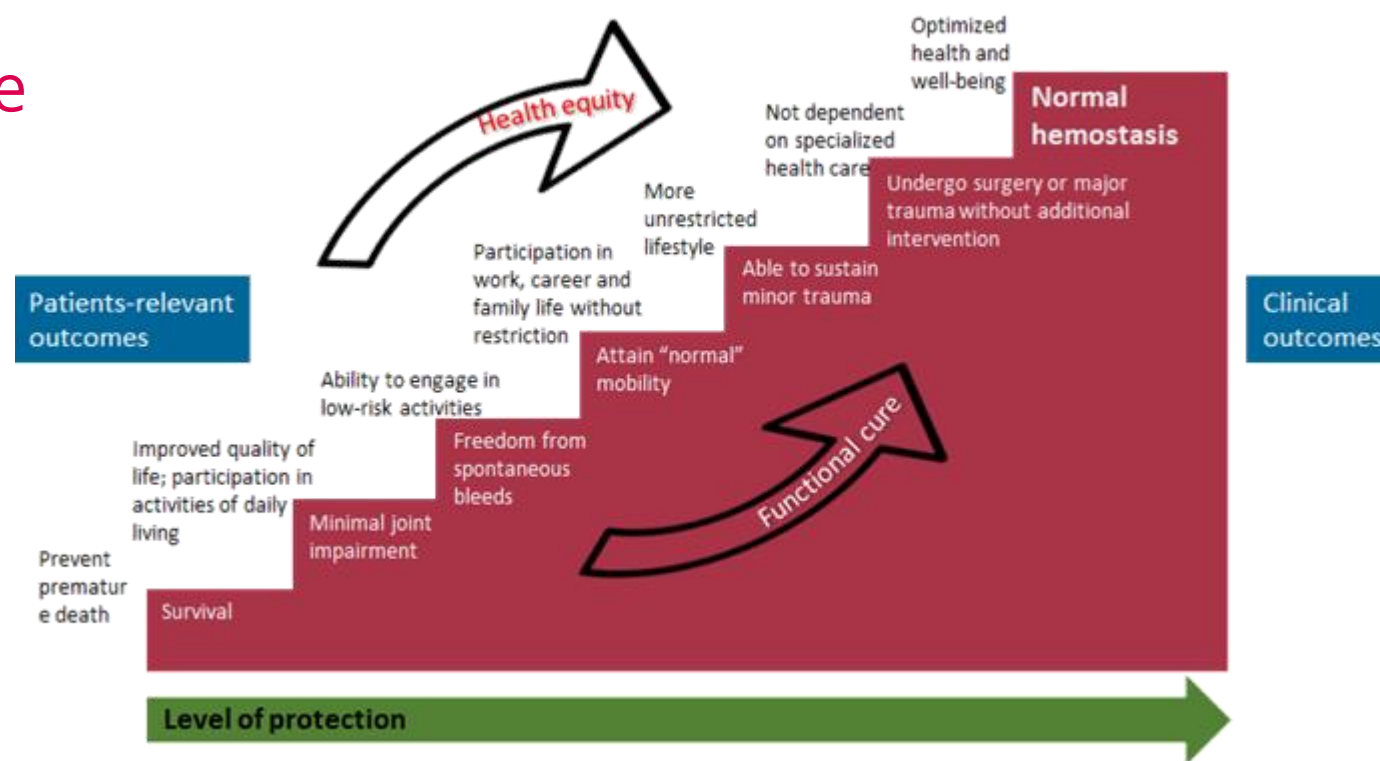 e
Optimized
health and
well-being
Normal
hemostasis
Health equity
Not dependent
on specialized
health care
Undergo surgery or major
trauma without additional
intervention
More
unrestricted
lifestyle
Able to sustain
minor trauma
Participation in
work, career and
family life without
restriction
Patients-relevant
outcomes
Clinical
outcomes
Attain “normal”
mobility
Ability to engage in
low-risk activities
Functional cure
Freedom from
spontaneous
bleeds
Improved quality of
life; participation in
activities of daily
living
Minimal joint
impairment
Prevent
prematur
e death
Survival
Level of protection